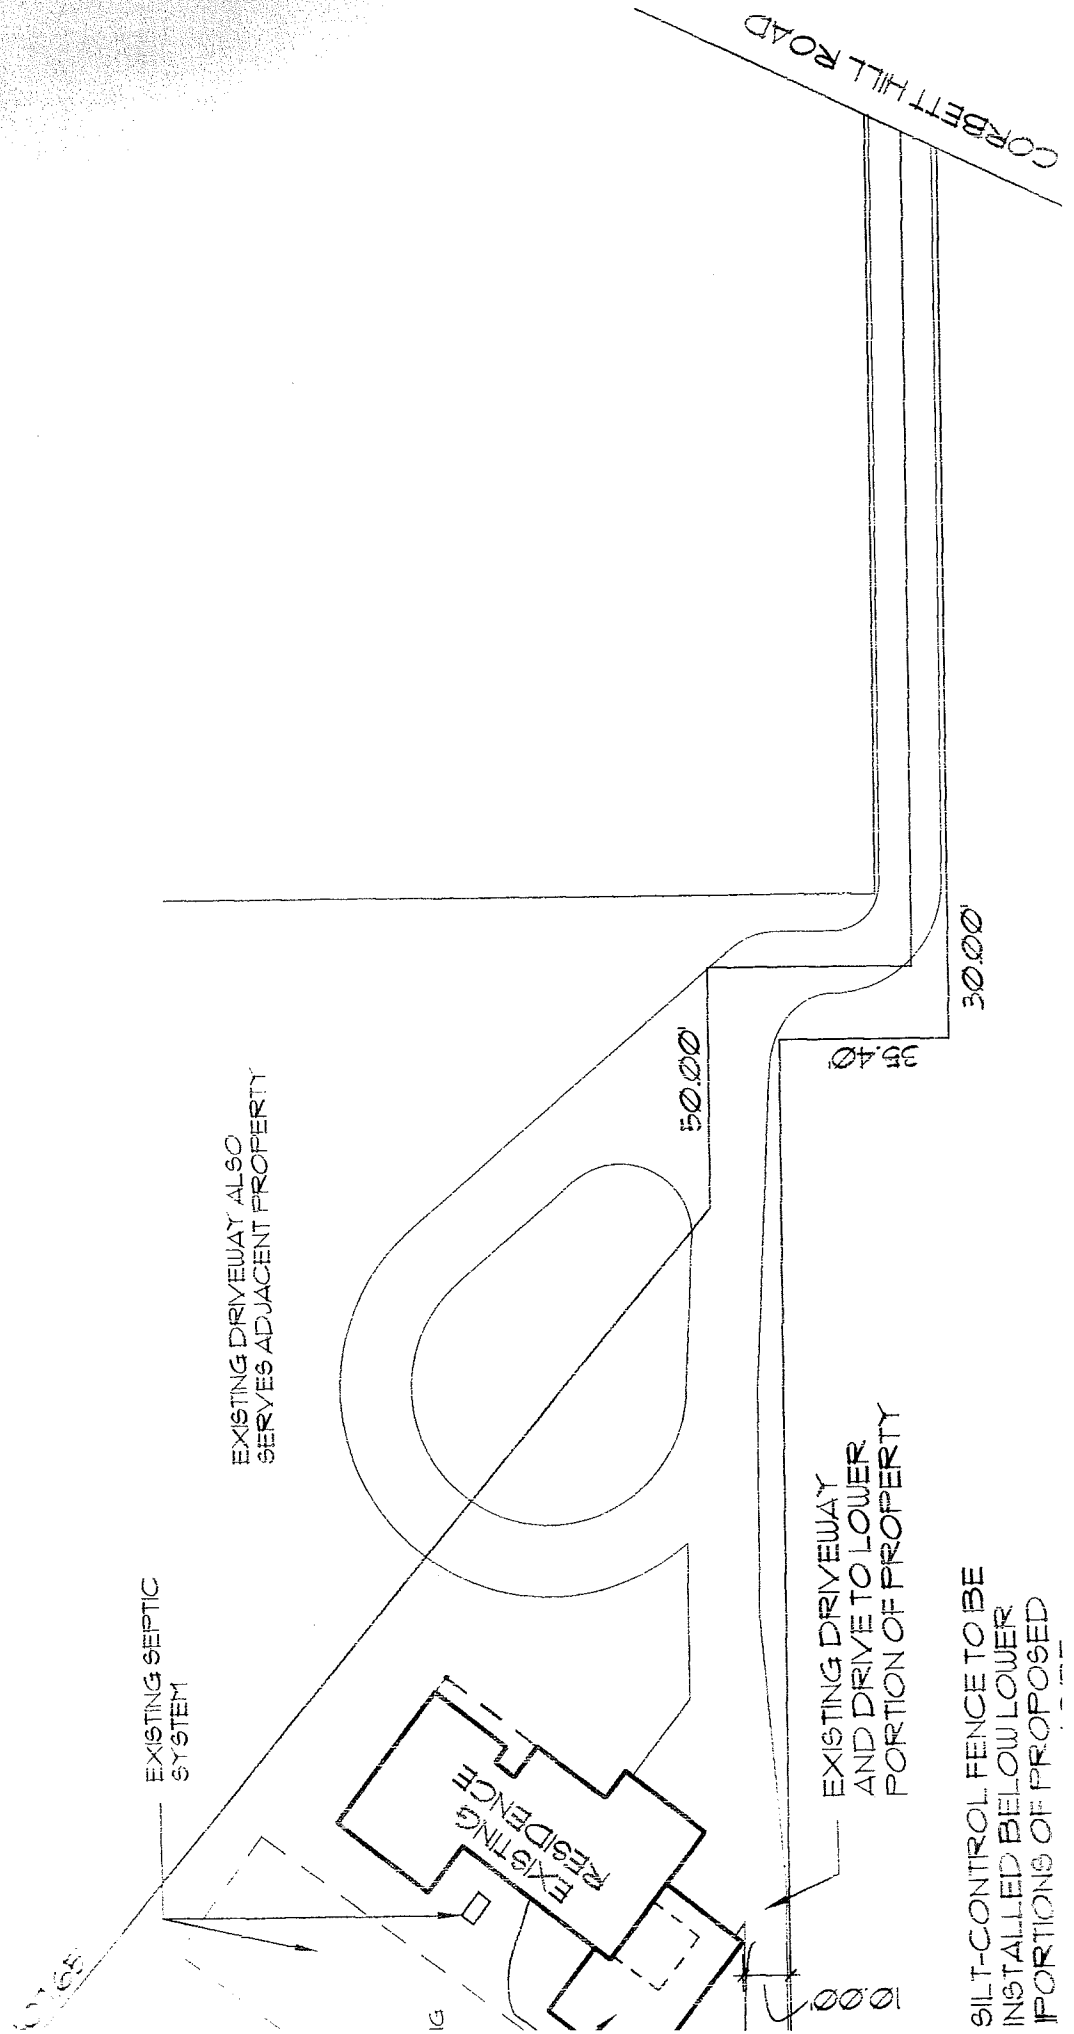 CORBETT HILL ROAD
EXISTING DRIVEWAY ALSO
SERVES ADJACENT PROPERTY
50.00'
35.40'
30.00'
EXISTING SEPTIC
SYSTEM
EXISTING
RESIDENCE
EXISTING DRIVEWAY
AND DRIVE TO LOWER
PORTION OF PROPERTY
10.00'
SILT-CONTROL FENCE TO BE
INSTALLED BELOW LOWER
PORTIONS OF PROPOSED